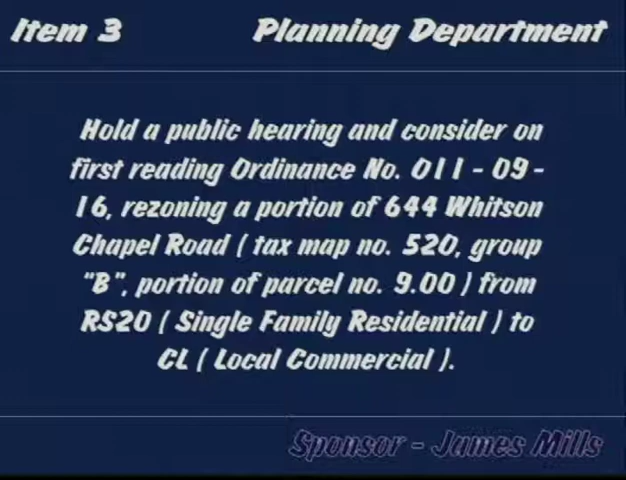 Item 3 Planning Department
Hold a public hearing and consider on
first reading Ordinance No. 011 - 09 -
16, rezoning a portion of 644 Whitson
Chapel Road ( tax map no. 520, group
"B", portion of parcel no. 9.00 ) from
RS20 ( Single Family Residential ) to
CL ( Local Commercial ).
Sponsor - James Mills